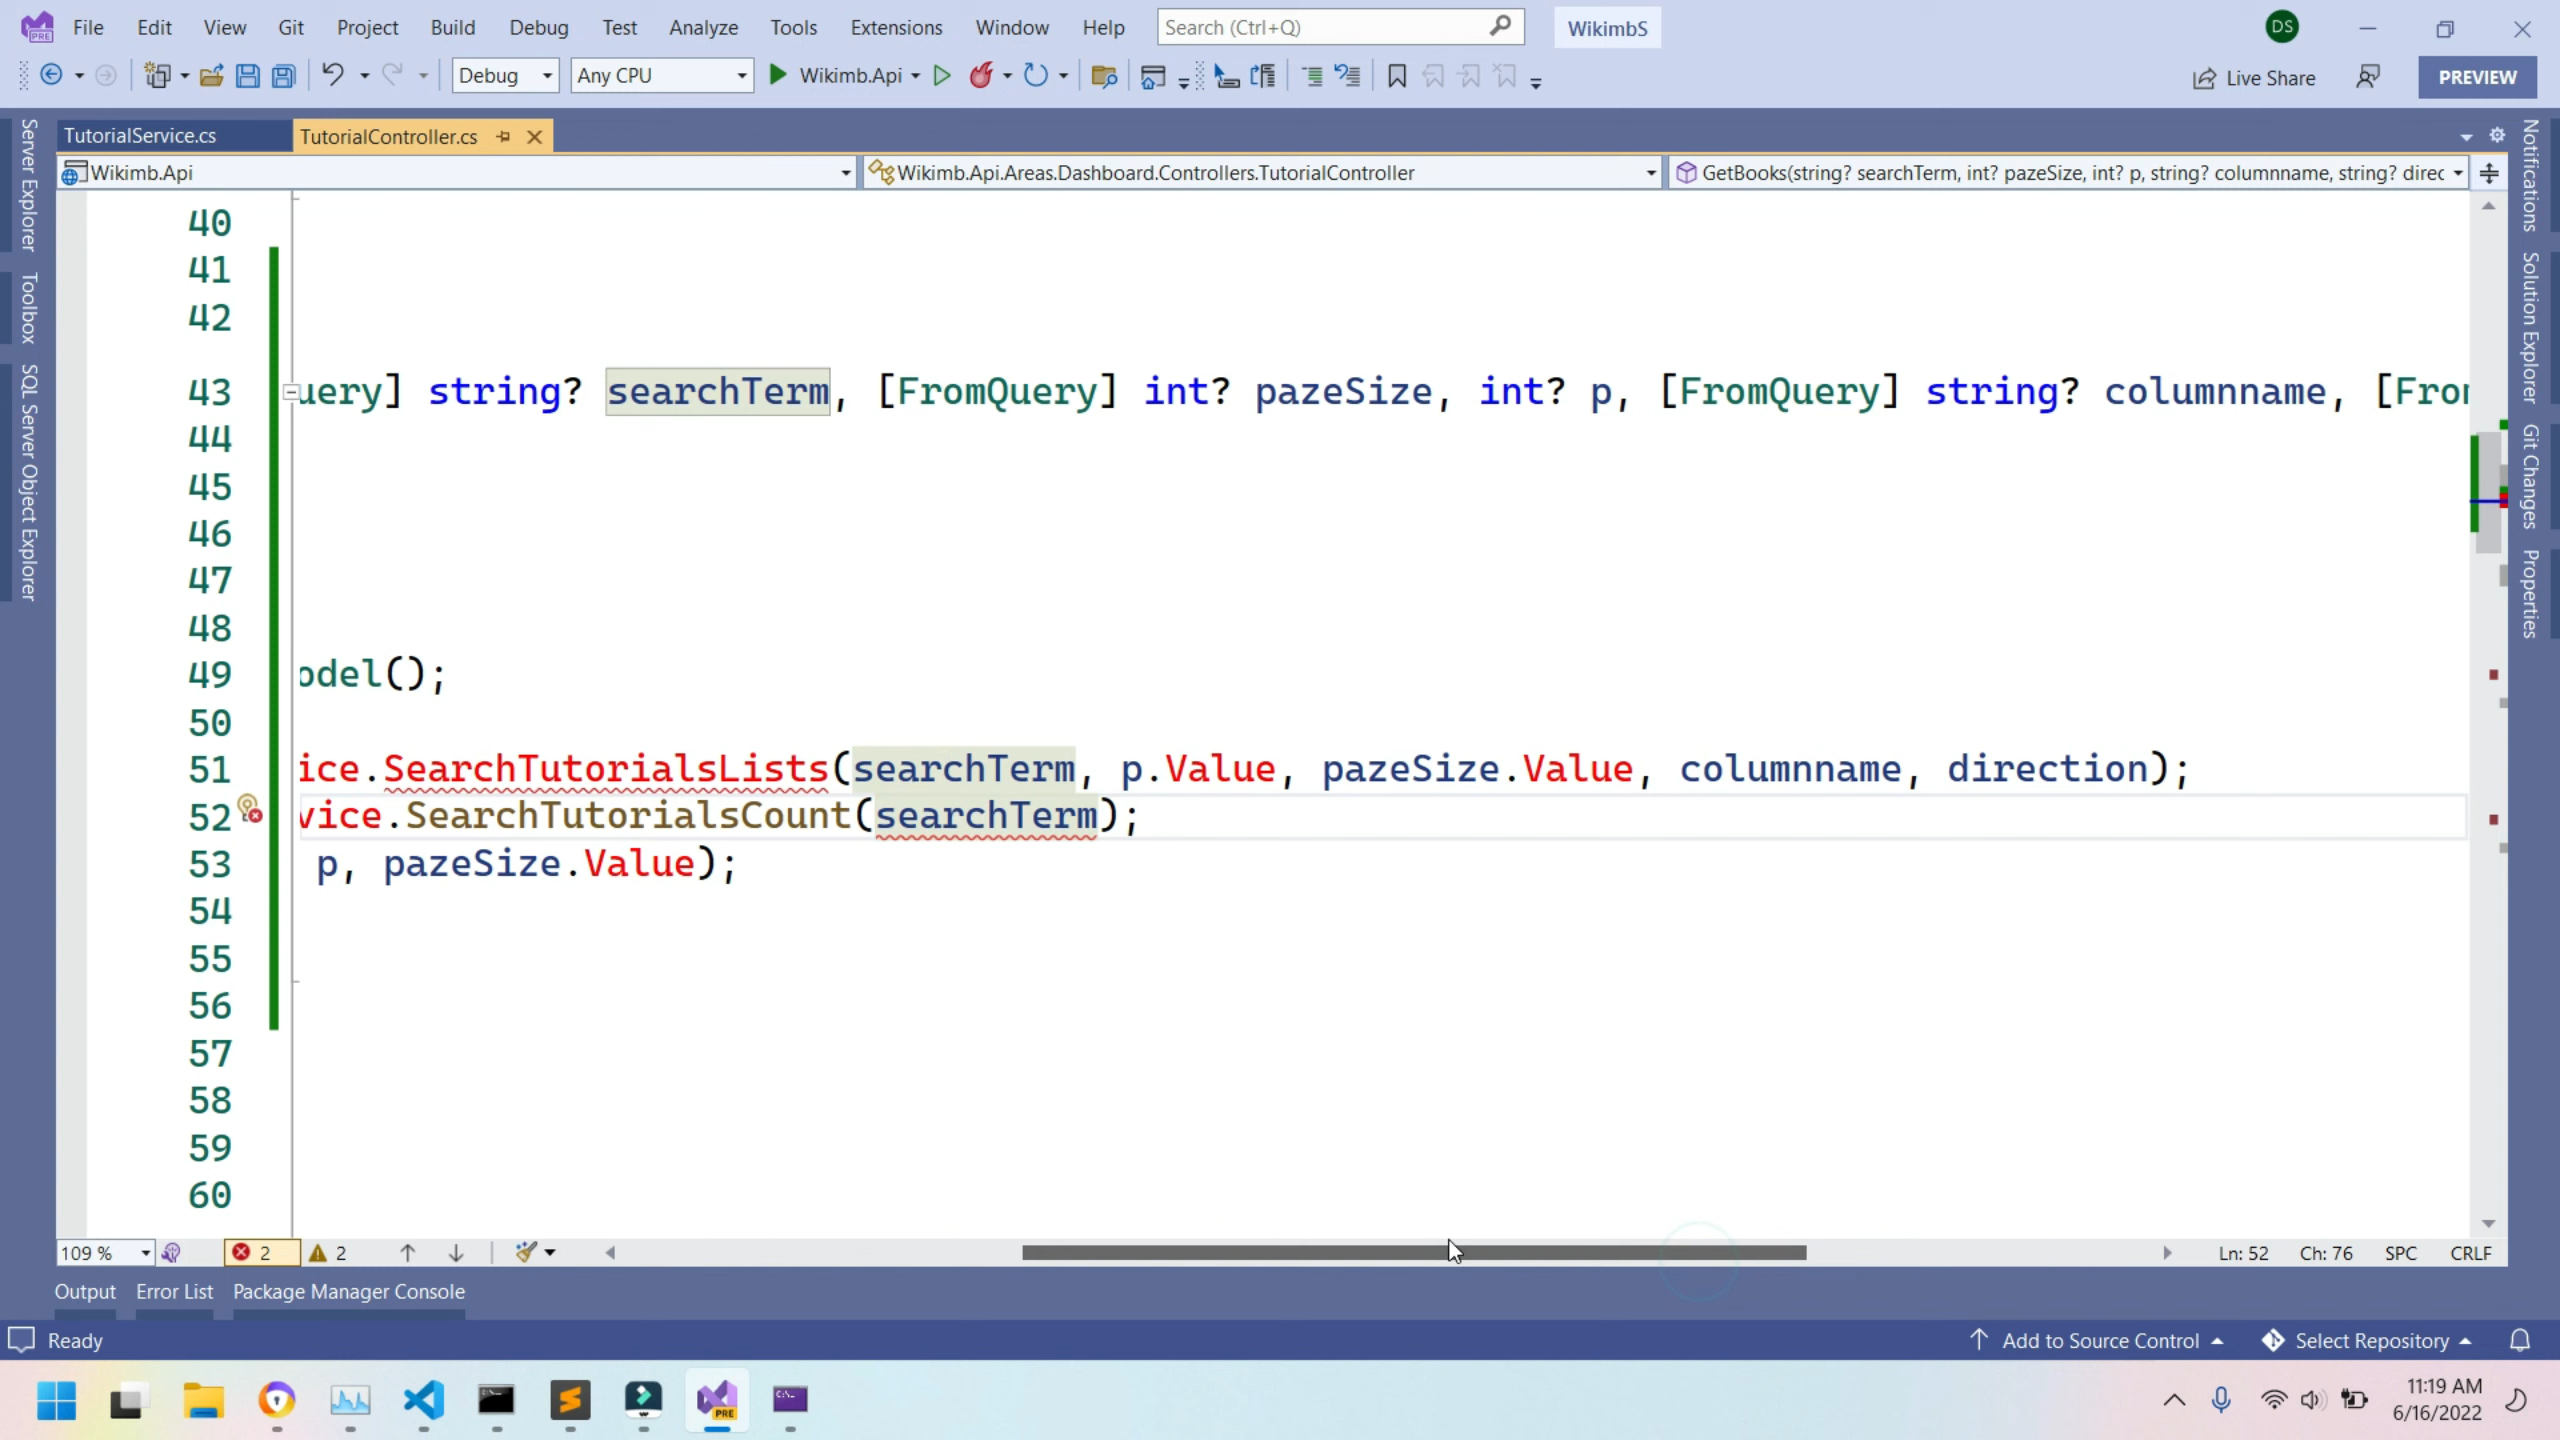 File Edit View Git Project Build Debug Test Analyze Tools Extensions Window Help Search (Ctrl+Q) WikimbS DS
Debug Any CPU Wikimb.Api Live Share PREVIEW
TutorialService.cs TutorialController.cs
Wikimb.Api Wikimb.Api.Areas.Dashboard.Controllers.TutorialController GetBooks(string? searchTerm, int? pazeSize, int? p, string? columnname, string? direc
Server Explorer
Toolbox
SQL Server Object Explorer
40
41
42
43 uery] string? searchTerm, [FromQuery] int? pazeSize, int? p, [FromQuery] string? columnname, [From
44
45
46
47
48
49 odel();
50
51 ice.SearchTutorialsLists(searchTerm, p.Value, pazeSize.Value, columnname, direction);
52 vice.SearchTutorialsCount(searchTerm);
53 p, pazeSize.Value);
54
55
56
57
58
59
60
Notifications
Solution Explorer
Git Changes
Properties
109 % 2 2 Ln: 52 Ch: 76 SPC CRLF
Output Error List Package Manager Console
Ready Add to Source Control Select Repository
PRE
11:19 AM
6/16/2022